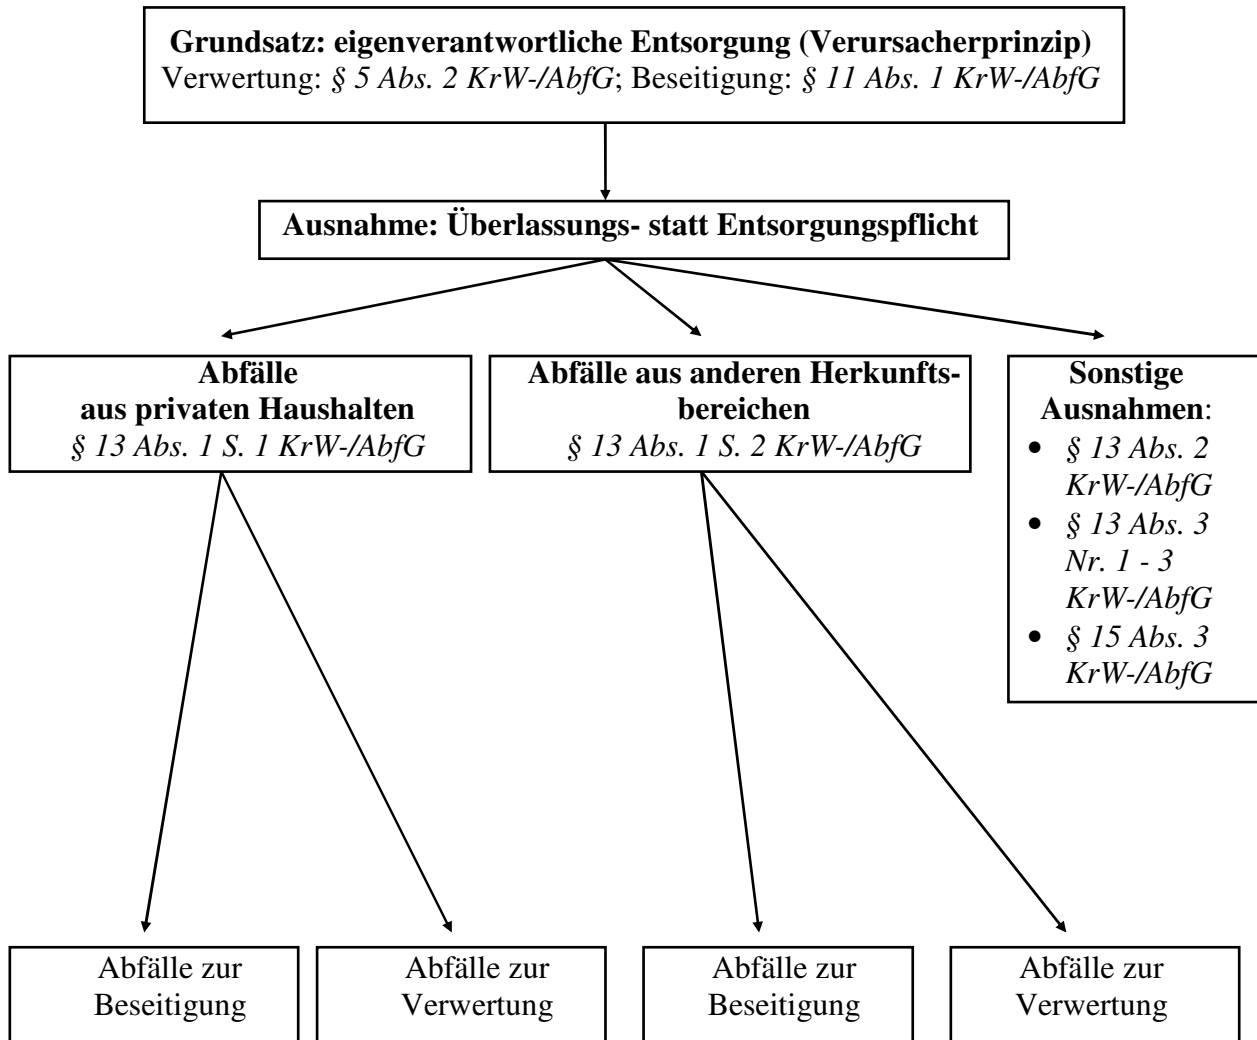 Grundsatz: eigenverantwortliche Entsorgung (Verursacherprinzip)
Verwertung: § 5 Abs. 2 KrW-/AbfG; Beseitigung: § 11 Abs. 1 KrW-/AbfG
Ausnahme: Überlassungs- statt Entsorgungspflicht
Abfälle
aus privaten Haushalten
§ 13 Abs. 1 S. 1 KrW-/AbfG
Abfälle aus anderen Herkunfts-
bereichen
§ 13 Abs. 1 S. 2 KrW-/AbfG
Sonstige
Ausnahmen:
• § 13 Abs. 2
KrW-/AbfG
• § 13 Abs. 3
Nr. 1 - 3
KrW-/AbfG
• § 15 Abs. 3
KrW-/AbfG
Abfälle zur
Beseitigung
Abfälle zur
Verwertung
Abfälle zur
Beseitigung
Abfälle zur
Verwertung